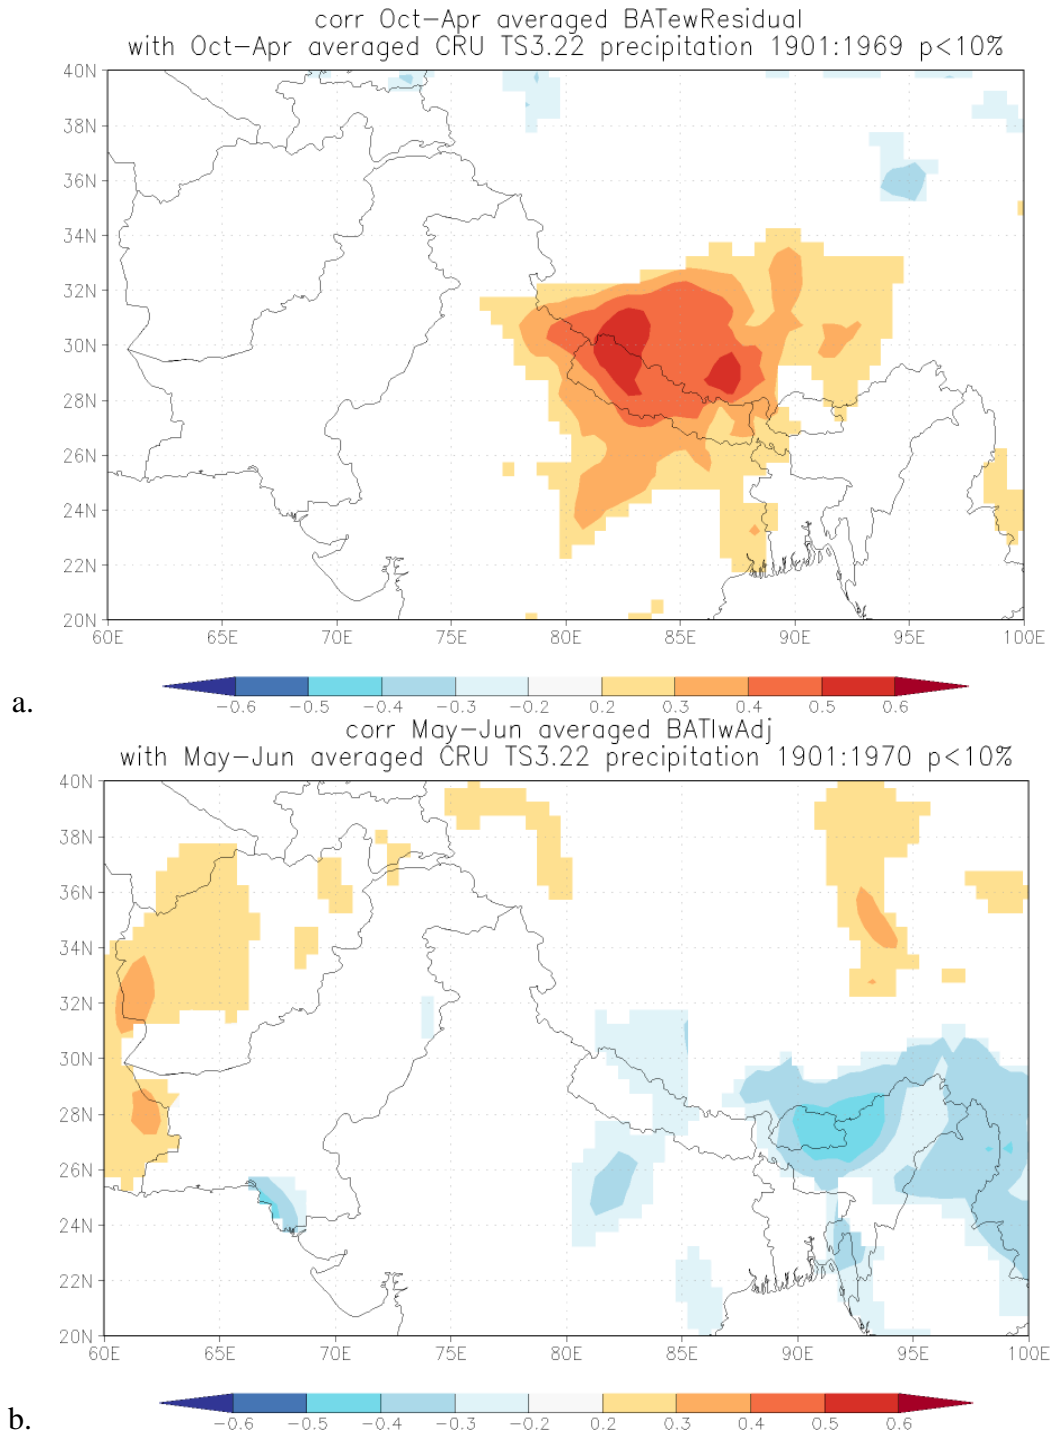 corr Oct-Apr averaged BATewResidual
with Oct-Apr averaged CRU TS3.22 precipitation 1901:1969 p<10%
40N
38N
36N
34N
32N
30N
28N
26N
24N
22N
20N
60E 65E 70E 75E 80E 85E 90E 95E 100E
a.
-0.6 -0.5 -0.4 -0.3 -0.2 0.2 0.3 0.4 0.5 0.6
corr May-Jun averaged BATlwAdj
with May-Jun averaged CRU TS3.22 precipitation 1901:1970 p<10%
40N
38N
36N
34N
32N
30N
28N
26N
24N
22N
20N
60E 65E 70E 75E 80E 85E 90E 95E 100E
b.
-0.6 -0.5 -0.4 -0.3 -0.2 0.2 0.3 0.4 0.5 0.6